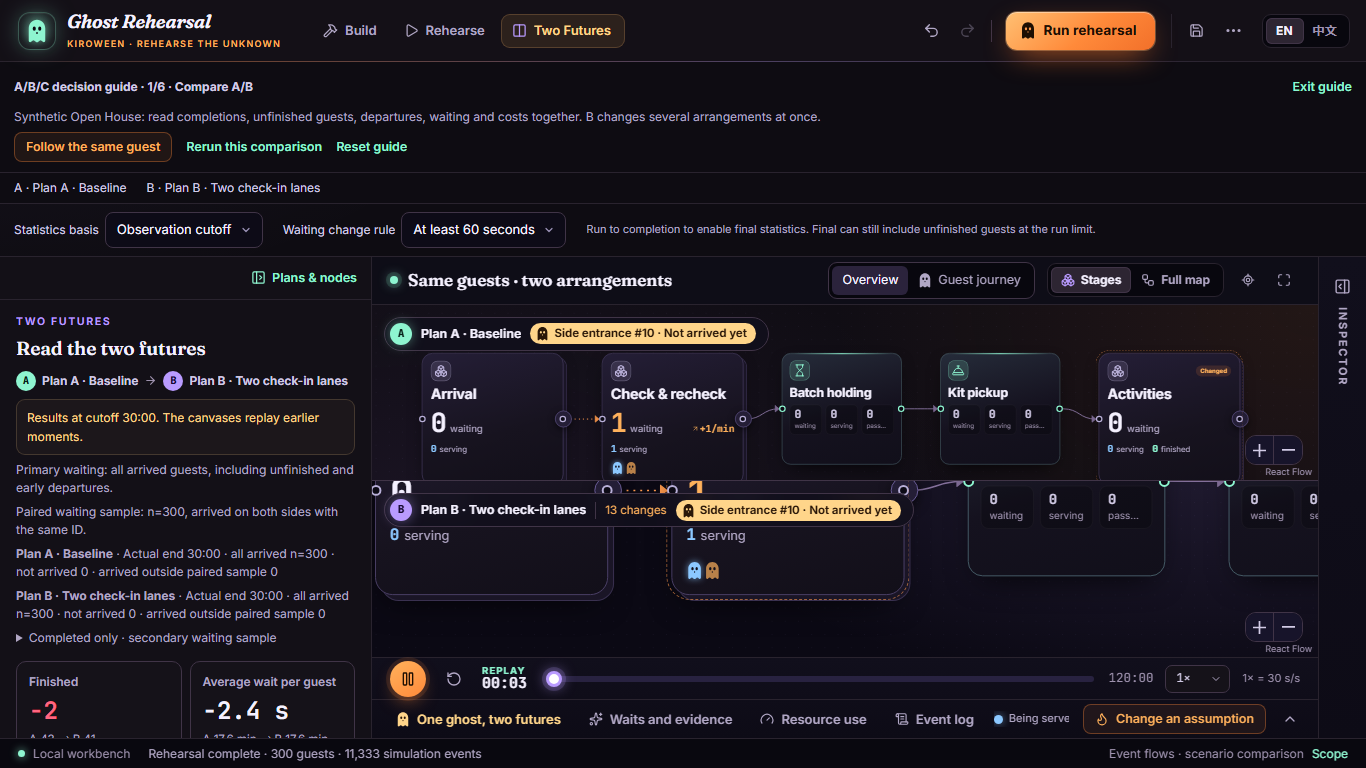 Ghost Rehearsal
KIROWEEN · REHEARSE THE UNKNOWN
Build
Rehearse
Two Futures
Run rehearsal
EN
中文
A/B/C decision guide · 1/6 · Compare A/B
Exit guide
Synthetic Open House: read completions, unfinished guests, departures, waiting and costs together. B changes several arrangements at once.
Follow the same guest
Rerun this comparison
Reset guide
A · Plan A · Baseline
B · Plan B · Two check-in lanes
Statistics basis
Observation cutoff
Waiting change rule
At least 60 seconds
Run to completion to enable final statistics. Final can still include unfinished guests at the run limit.
Plans & nodes
TWO FUTURES
Read the two futures
A Plan A · Baseline → B Plan B · Two check-in lanes
Results at cutoff 30:00. The canvases replay earlier
moments.
Primary waiting: all arrived guests, including unfinished and
early departures.
Paired waiting sample: n=300, arrived on both sides with
the same ID.
Plan A · Baseline · Actual end 30:00 · all arrived n=300 ·
not arrived 0 · arrived outside paired sample 0
Plan B · Two check-in lanes · Actual end 30:00 · all arrived
n=300 · not arrived 0 · arrived outside paired sample 0
Completed only · secondary waiting sample
Finished
-2
Average wait per guest
-2.4 s
Same guests · two arrangements
Overview
Guest journey
Stages
Full map
A
Plan A · Baseline
Side entrance #10 · Not arrived yet
Arrival
0 waiting
0 serving
Check & recheck
1 waiting
+1/min
1 serving
Batch holding
0 0 0
waiting serving pass...
Kit pickup
0 0 0
waiting serving pass...
Changed
Activities
0 waiting
0 serving 0 finished
React Flow
B
Plan B · Two check-in lanes
13 changes
Side entrance #10 · Not arrived yet
0 serving
1 serving
0 0 0
waiting serving pass...
0
waiting
React Flow
INSPECTOR
REPLAY
00:03
120:00
1×
1× = 30 s/s
One ghost, two futures
Waits and evidence
Resource use
Event log
Being serve
Change an assumption
Local workbench
Rehearsal complete · 300 guests · 11,333 simulation events
Event flows · scenario comparison
Scope